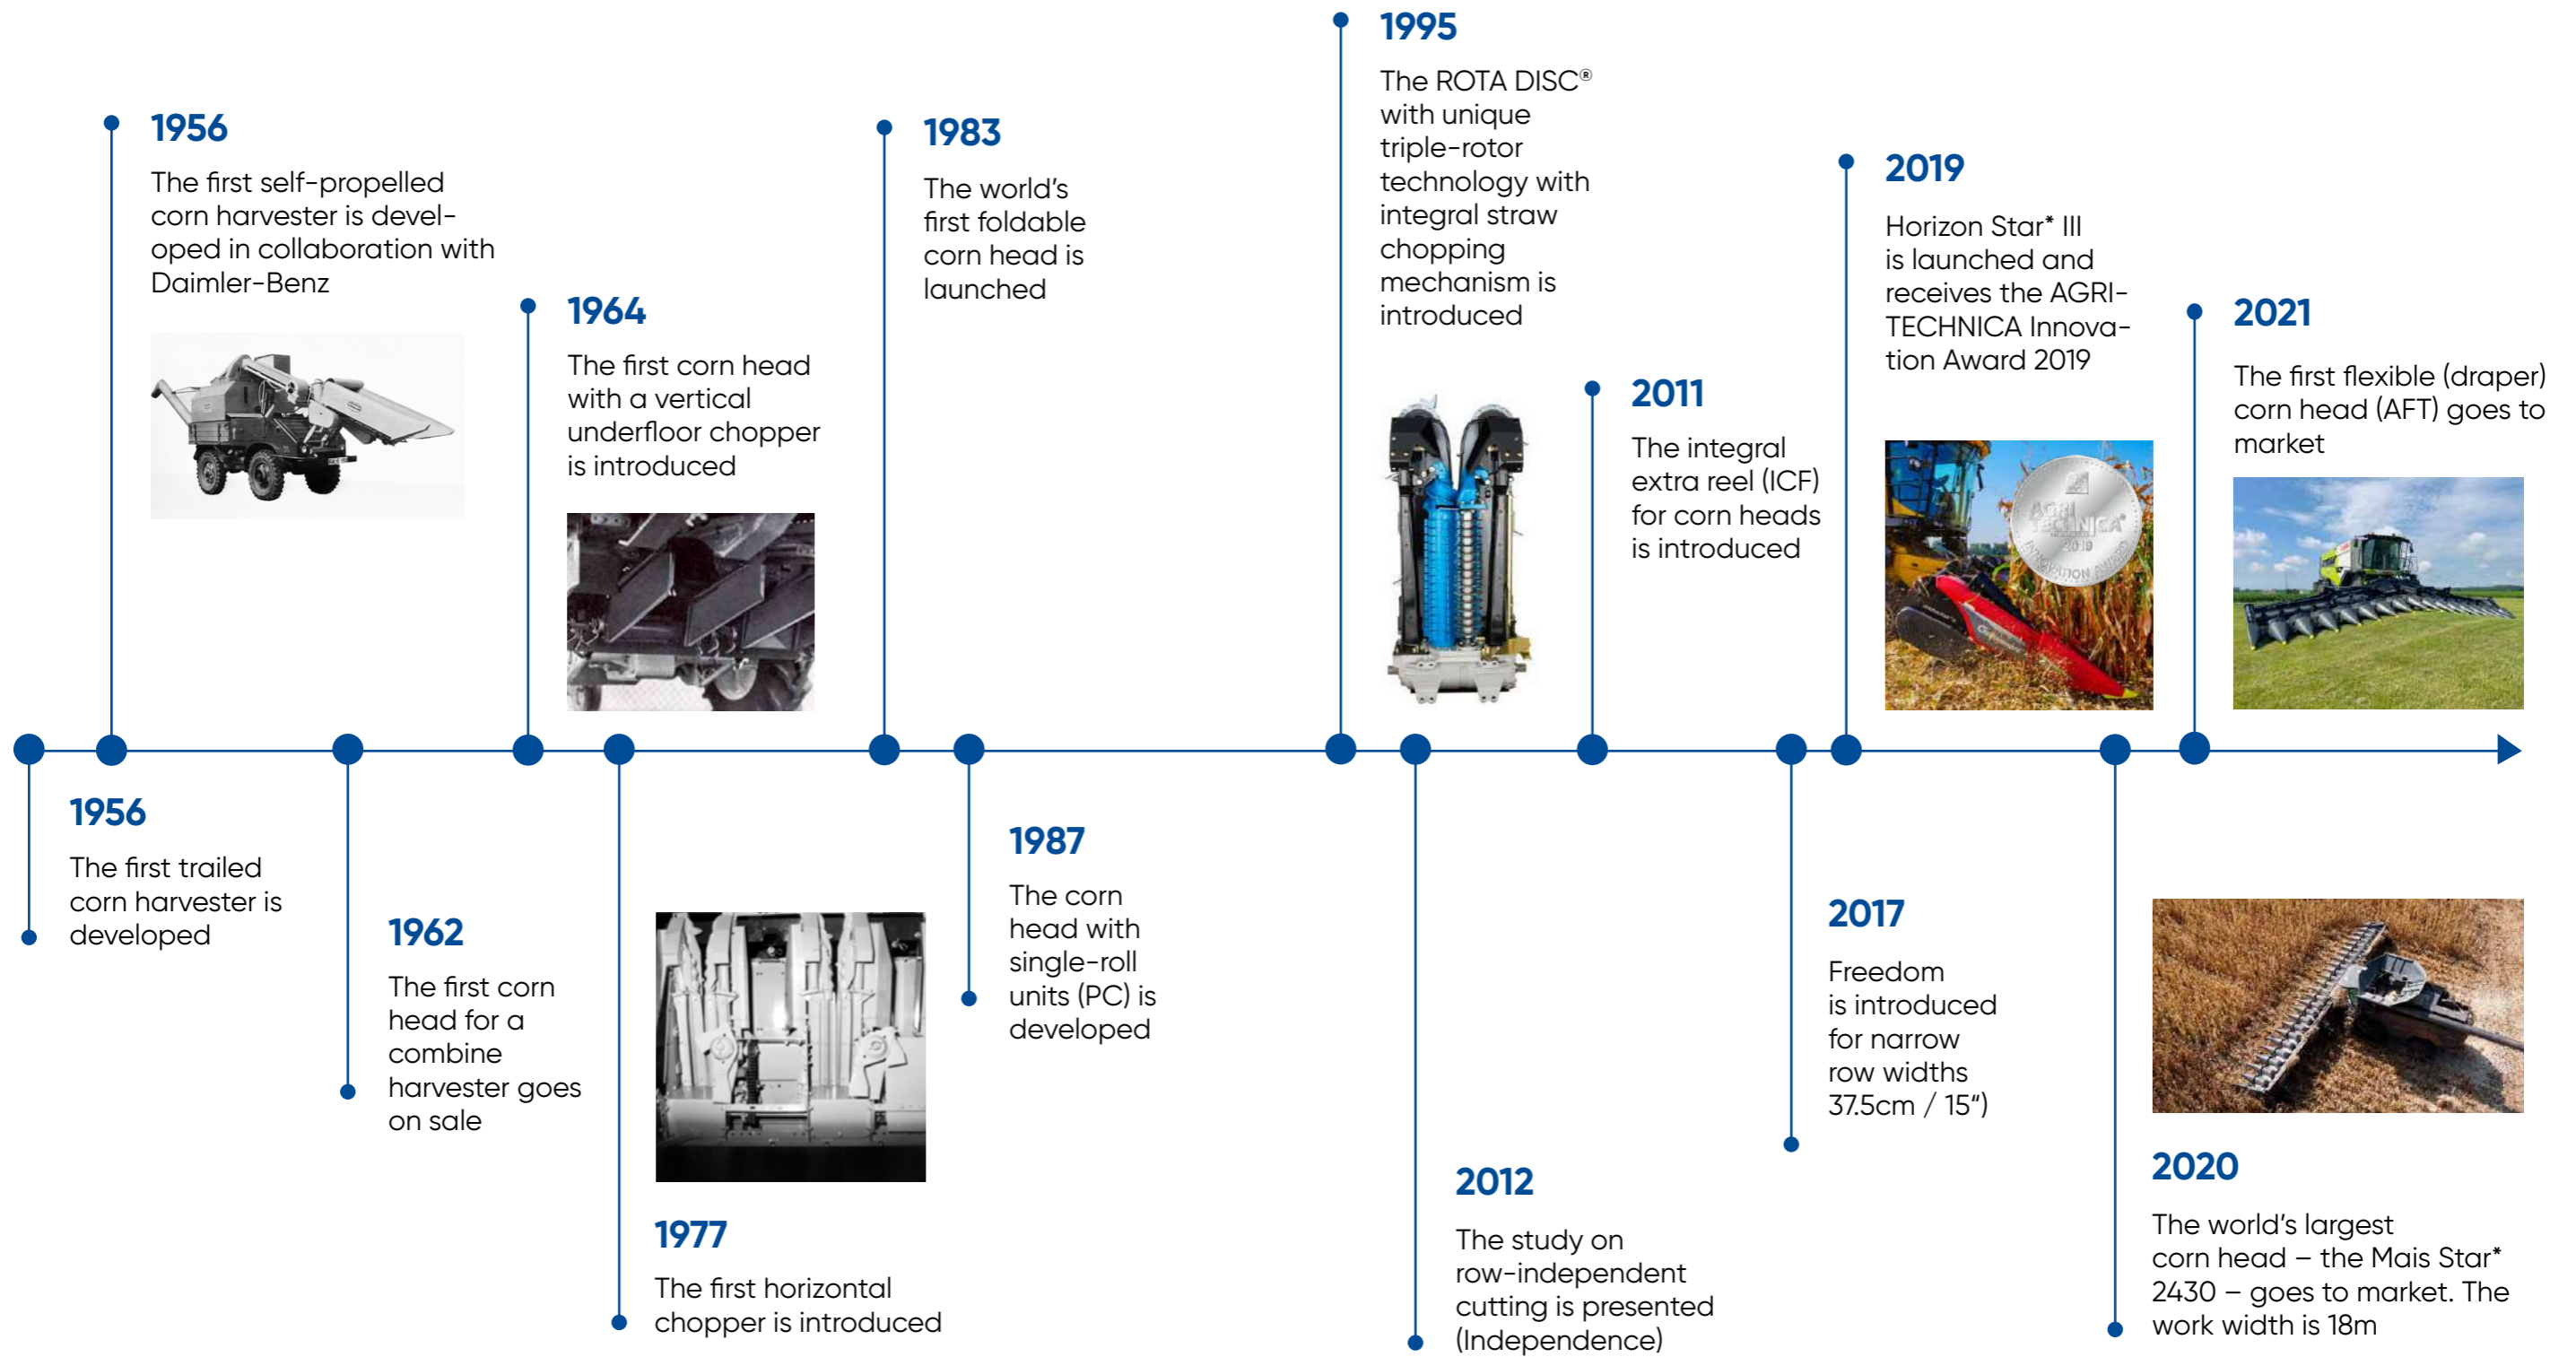 1956
The first self-propelled
corn harvester is devel-
oped in collaboration with
Daimler-Benz
1964
The first corn head
with a vertical
underfloor chopper
is introduced
1983
The world's
first foldable
corn head is
launched
1995
The ROTA DISC®
with unique
triple-rotor
technology with
integral straw
chopping
mechanism is
introduced
2011
The integral
extra reel (ICF)
for corn heads
is introduced
2019
Horizon Star* III
is launched and
receives the AGRI-
TECHNICA Innova-
tion Award 2019
AGRI
TECHNICA
2019
INNOVATION AWARD
2021
The first flexible (draper)
corn head (AFT) goes to
market
1956
The first trailed
corn harvester is
developed
1962
The first corn
head for a
combine
harvester goes
on sale
1977
The first horizontal
chopper is introduced
1987
The corn
head with
single-roll
units (PC) is
developed
2012
The study on
row-independent
cutting is presented
(Independence)
2017
Freedom
is introduced
for narrow
row widths
37.5cm / 15“)
2020
The world's largest
corn head – the Mais Star*
2430 – goes to market. The
work width is 18m